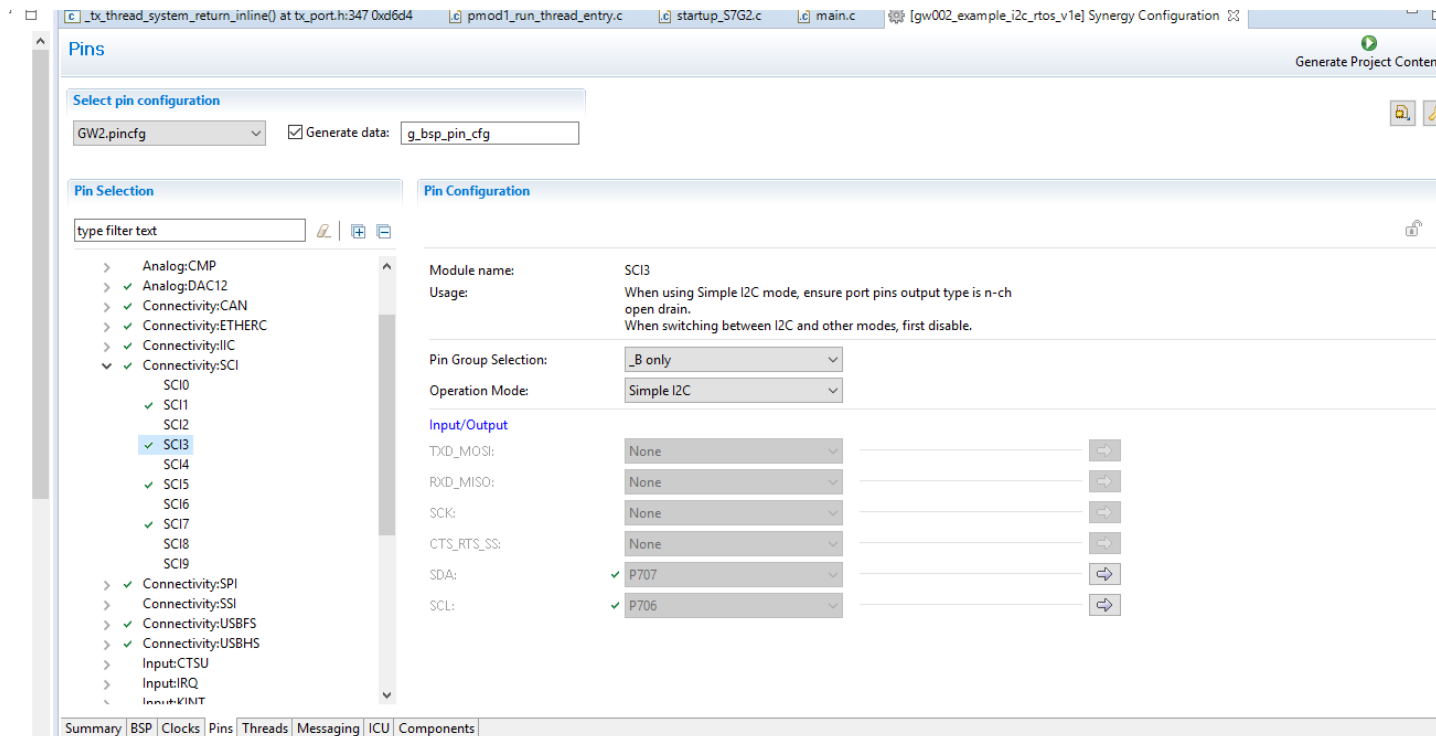 _tx_thread_system_return_inline() at tx_port.h:347 0xd6d4 pmod1_run_thread_entry.c startup_S7G2.c main.c [gw002_example_i2c_rtos_v1e] Synergy Configuration
Pins
Generate Project Conten
Select pin configuration
GW2.pincfg Generate data: g_bsp_pin_cfg
Pin Selection
Pin Configuration
type filter text
Analog:CMP
Analog:DAC12
Connectivity:CAN
Connectivity:ETHERC
Connectivity:IIC
Connectivity:SCI
SCI0
SCI1
SCI2
SCI3
SCI4
SCI5
SCI6
SCI7
SCI8
SCI9
Connectivity:SPI
Connectivity:SSI
Connectivity:USBFS
Connectivity:USBHS
Input:CTSU
Input:IRQ
Input:KINT
Module name: SCI3
Usage: When using Simple I2C mode, ensure port pins output type is n-ch
open drain.
When switching between I2C and other modes, first disable.
Pin Group Selection: _B only
Operation Mode: Simple I2C
Input/Output
TXD_MOSI: None
RXD_MISO: None
SCK: None
CTS_RTS_SS: None
SDA: P707
SCL: P706
Summary BSP Clocks Pins Threads Messaging ICU Components